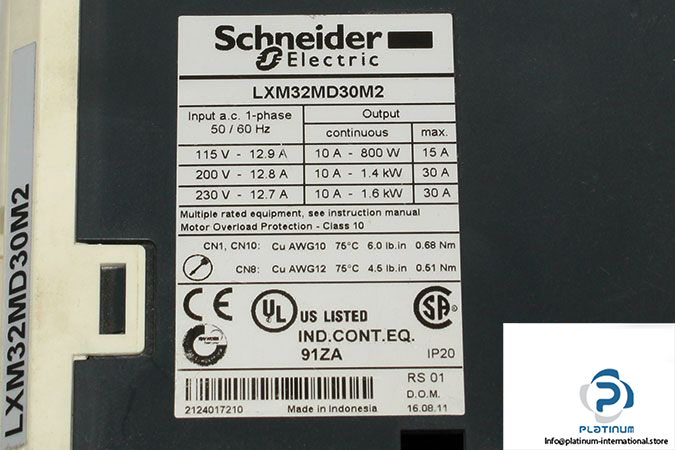 Schneider
Electric
LXM32MD30M2
Input a.c. 1-phase
50 / 60 Hz
Output
continuous
max.
115 V - 12.9 A
10 A - 800 W
15 A
200 V - 12.8 A
10 A - 1.4 kW
30 A
230 V - 12.7 A
10 A - 1.6 kW
30 A
Multiple rated equipment, see instruction manual
Motor Overload Protection - Class 10
CN1, CN10: Cu AWG10 75°C 6.0 lb.in 0.68 Nm
CN8: Cu AWG12 75°C 4.5 lb.in 0.51 Nm
CE
UL
US LISTED
IND.CONT.EQ.
91ZA
SA
IP20
2124017210
Made in Indonesia
RS 01
D.O.M.
16.08.11
LXM32MD30M2
PLATINUM
Info@platinum-international.store